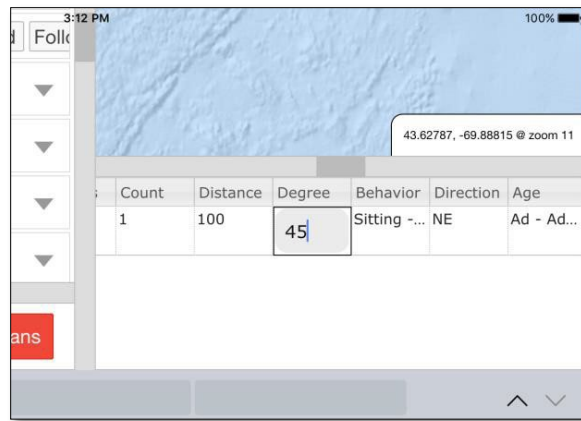 3:12 PM 100%
Follo
43.62787, -69.88815 @ zoom 11
Count Distance Degree Behavior Direction Age
1 100 45 Sitting -... NE Ad - Ad...
ans